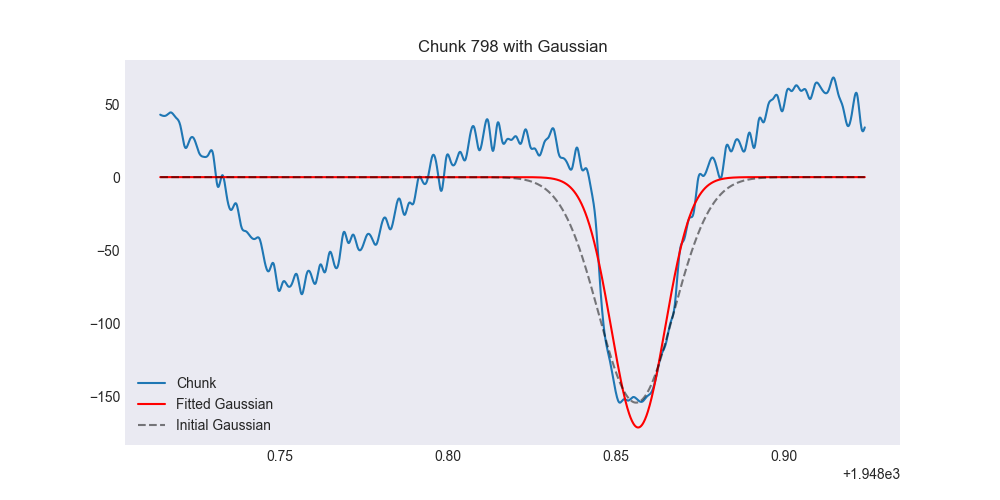 Chunk 798 with Gaussian
50
0
−50
−100
−150
Chunk
Fitted Gaussian
Initial Gaussian
0.75 0.80 0.85 0.90
+1.948e3